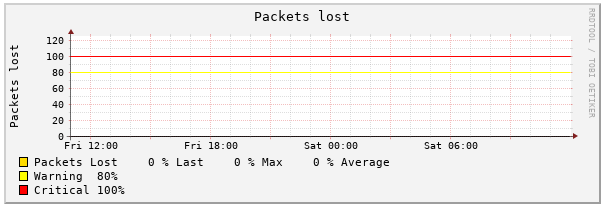 Packets lost
RRDTOOL / TOBI OETIKER
Packets lost
120
100
80
60
40
20
0
Fri 12:00 Fri 18:00 Sat 00:00 Sat 06:00
Packets Lost 0 % Last 0 % Max 0 % Average
Warning 80%
Critical 100%